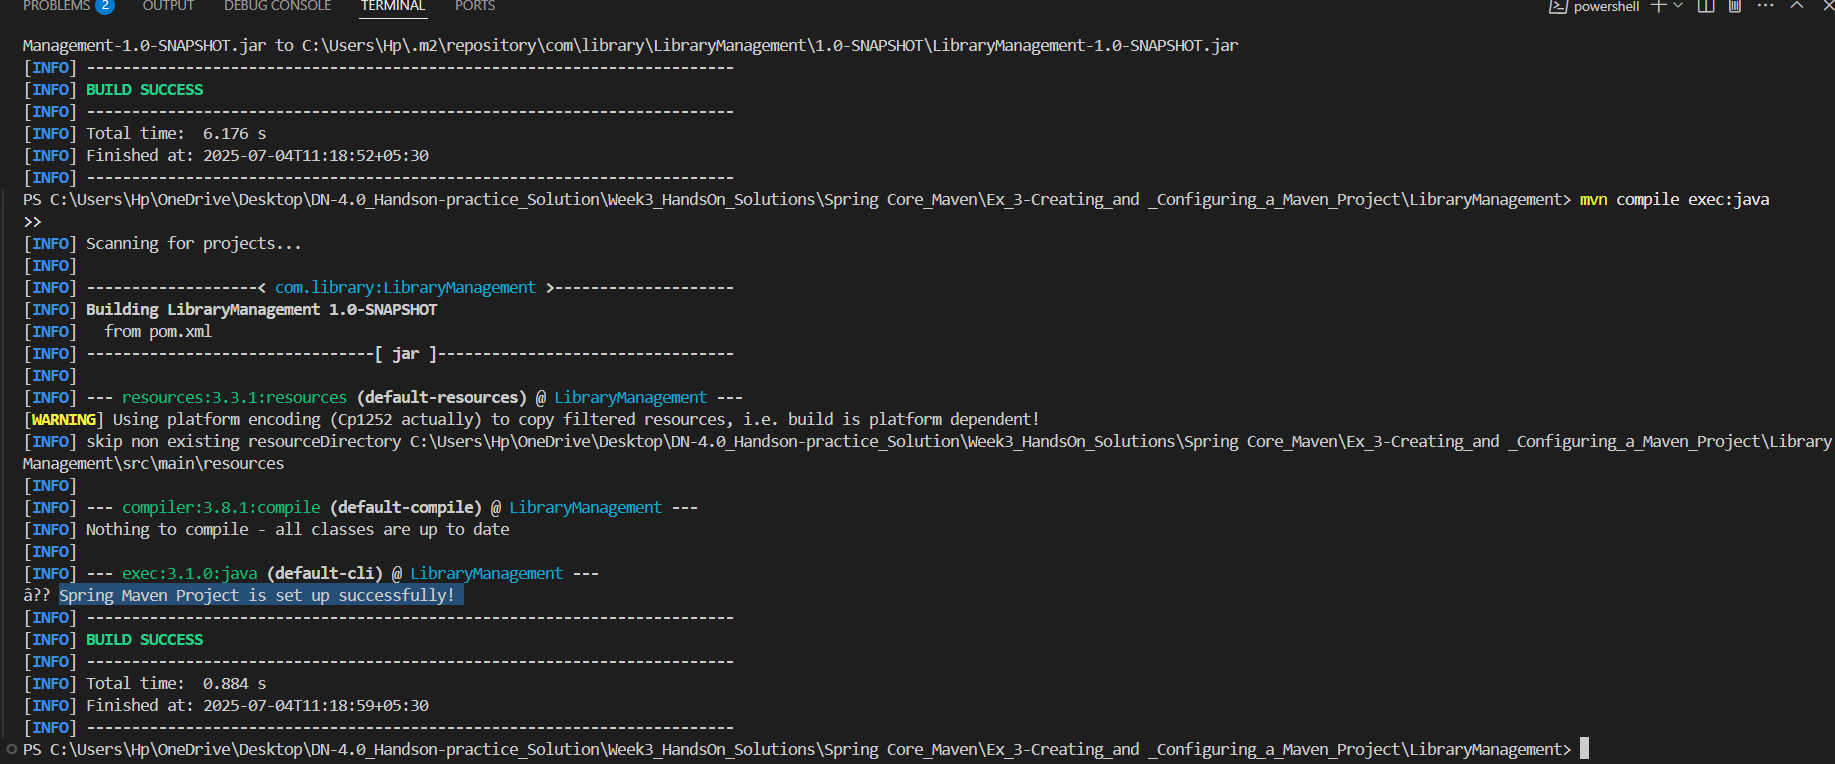 PROBLEMS 2 OUTPUT DEBUG CONSOLE TERMINAL PORTS powershell
Management-1.0-SNAPSHOT.jar to C:\Users\Hp\.m2\repository\com\library\LibraryManagement\1.0-SNAPSHOT\LibraryManagement-1.0-SNAPSHOT.jar
[INFO] ------------------------------------------------------------------------
[INFO] BUILD SUCCESS
[INFO] ------------------------------------------------------------------------
[INFO] Total time:  6.176 s
[INFO] Finished at: 2025-07-04T11:18:52+05:30
[INFO] ------------------------------------------------------------------------
PS C:\Users\Hp\OneDrive\Desktop\DN-4.0_Handson-practice_Solution\Week3_HandsOn_Solutions\Spring Core_Maven\Ex_3-Creating_and _Configuring_a_Maven_Project\LibraryManagement> mvn compile exec:java
>>
[INFO] Scanning for projects...
[INFO]
[INFO] -------------------< com.library:LibraryManagement >--------------------
[INFO] Building LibraryManagement 1.0-SNAPSHOT
[INFO]   from pom.xml
[INFO] --------------------------------[ jar ]---------------------------------
[INFO]
[INFO] --- resources:3.3.1:resources (default-resources) @ LibraryManagement ---
[WARNING] Using platform encoding (Cp1252 actually) to copy filtered resources, i.e. build is platform dependent!
[INFO] skip non existing resourceDirectory C:\Users\Hp\OneDrive\Desktop\DN-4.0_Handson-practice_Solution\Week3_HandsOn_Solutions\Spring Core_Maven\Ex_3-Creating_and _Configuring_a_Maven_Project\Library
Management\src\main\resources
[INFO]
[INFO] --- compiler:3.8.1:compile (default-compile) @ LibraryManagement ---
[INFO] Nothing to compile - all classes are up to date
[INFO]
[INFO] --- exec:3.1.0:java (default-cli) @ LibraryManagement ---
â?? Spring Maven Project is set up successfully!
[INFO] ------------------------------------------------------------------------
[INFO] BUILD SUCCESS
[INFO] ------------------------------------------------------------------------
[INFO] Total time:  0.884 s
[INFO] Finished at: 2025-07-04T11:18:59+05:30
[INFO] ------------------------------------------------------------------------
PS C:\Users\Hp\OneDrive\Desktop\DN-4.0_Handson-practice_Solution\Week3_HandsOn_Solutions\Spring Core_Maven\Ex_3-Creating_and _Configuring_a_Maven_Project\LibraryManagement>